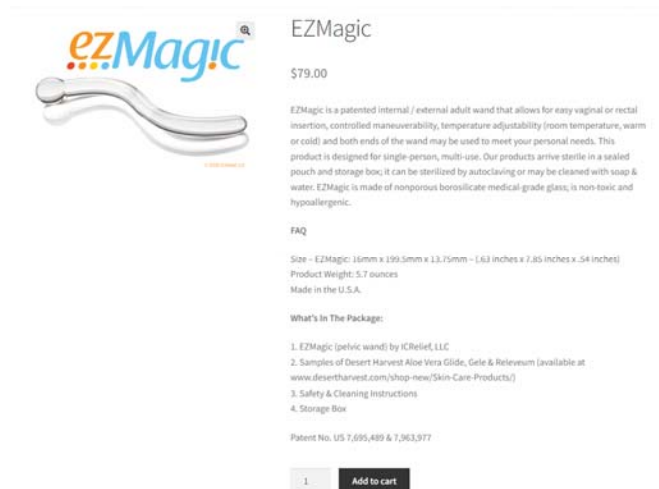 ezMagic
EZMagic
$79.00
EZMagic is a patented internal / external adult wand that allows for easy vaginal or rectal
insertion, controlled maneuverability, temperature adjustability (room temperature, warm
or cold) and both ends of the wand may be used to meet your personal needs. This
product is designed for single-person, multi-use. Our products arrive sterile in a sealed
pouch and storage box; it can be sterilized by autoclaving or may be cleaned with soap &
water. EZMagic is made of nonporous borosilicate medical-grade glass; is non-toxic and
hypoallergenic.
FAQ
Size – EZMagic: 16mm x 199.5mm x 13.75mm – (.63 inches x 7.85 inches x .54 inches)
Product Weight: 5.7 ounces
Made in the U.S.A.
What's In The Package:
1. EZMagic (pelvic wand) by ICRelief, LLC
2. Samples of Desert Harvest Aloe Vera Glide, Gele & Releveum (available at
www.desertharvest.com/shop-new/Skin-Care-Products/)
3. Safety & Cleaning Instructions
4. Storage Box
Patent No. US 7,695,489 & 7,963,977
1
Add to cart